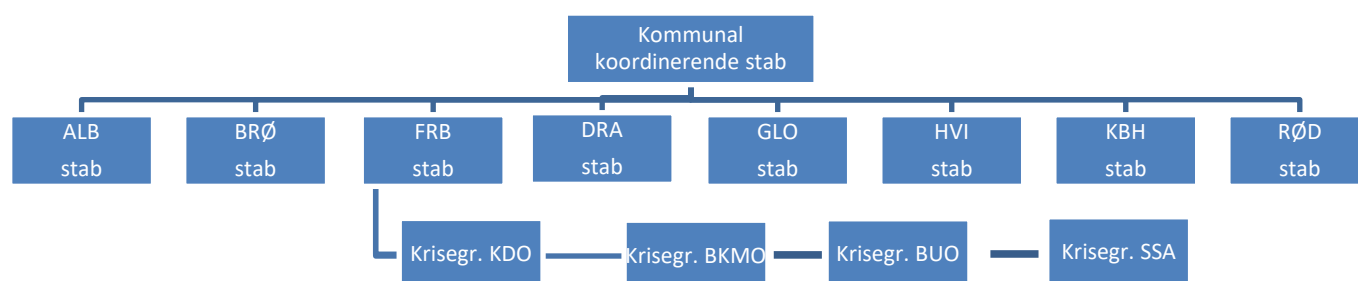 Kommunal
koordinerende stab
ALB
stab
BRØ
stab
FRB
stab
DRA
stab
GLO
stab
HVI
stab
KBH
stab
RØD
stab
Krisegr. KDO
Krisegr. BKMO
Krisegr. BUO
Krisegr. SSA